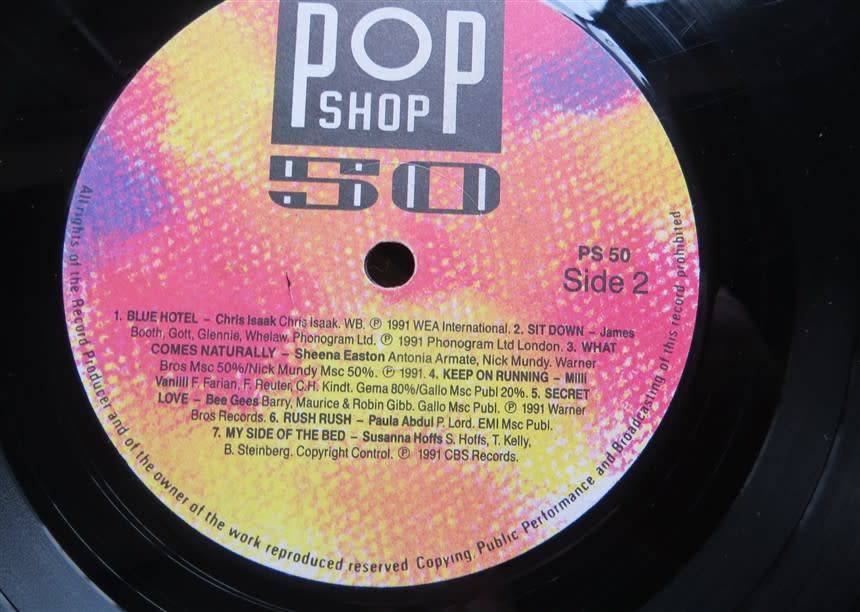 POP
SHOP
50
PS 50
Side 2
1. BLUE HOTEL – Chris Isaak Chris Isaak. WB. Ⓟ 1991 WEA International. 2. SIT DOWN – James
Booth, Gott, Glennie, Whelaw. Phonogram Ltd. Ⓟ 1991 Phonogram Ltd London. 3. WHAT
COMES NATURALLY – Sheena Easton Antonia Armate, Nick Mundy. Warner
Bros Msc 50%/Nick Mundy Msc 50%. Ⓟ 1991. 4. KEEP ON RUNNING – Milli
Vanilli F. Farian, F. Reuter, C.H. Kindt. Gema 80%/Gallo Msc Publ 20%. 5. SECRET
LOVE – Bee Gees Barry, Maurice & Robin Gibb. Gallo Msc Publ. Ⓟ 1991 Warner
Bros Records. 6. RUSH RUSH – Paula Abdul P. Lord. EMI Msc Publ.
7. MY SIDE OF THE BED – Susanna Hoffs S. Hoffs, T. Kelly,
B. Steinberg. Copyright Control. Ⓟ 1991 CBS Records.
All rights of the Record Producer and of the owner of the work reproduced reserved Copying, Public Performance and Broadcasting of this record prohibited